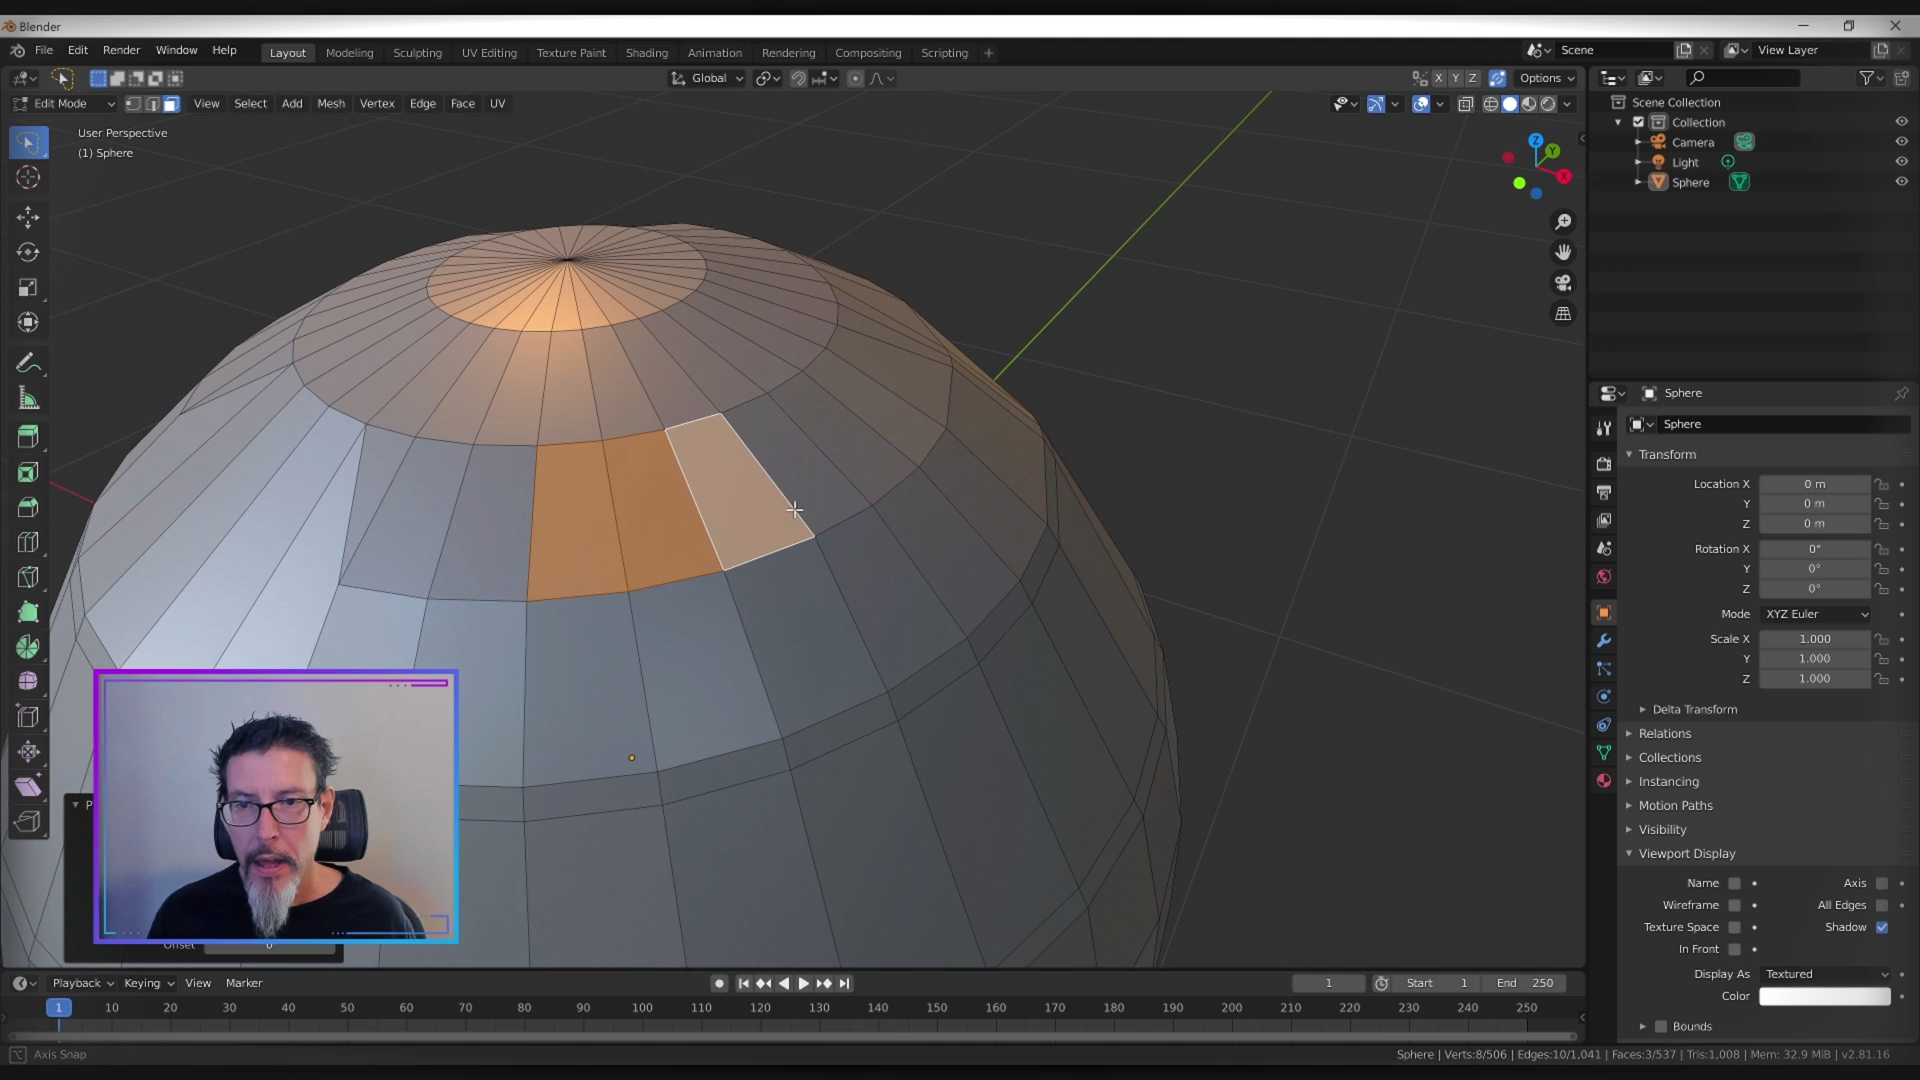 Blender
File Edit Render Window Help
Layout Modeling Sculpting UV Editing Texture Paint Shading Animation Rendering Compositing Scripting +
Scene
View Layer
Global
X Y Z
Options
Edit Mode View Select Add Mesh Vertex Edge Face UV
User Perspective
(1) Sphere
Z
Y
X
Scene Collection
Collection
Camera
Light
Sphere
Sphere
Sphere
Transform
Location X 0 m
Y 0 m
Z 0 m
Rotation X 0°
Y 0°
Z 0°
Mode XYZ Euler
Scale X 1.000
Y 1.000
Z 1.000
Delta Transform
Relations
Collections
Instancing
Motion Paths
Visibility
Viewport Display
Name Axis
Wireframe All Edges
Texture Space Shadow
In Front
Display As Textured
Color
Bounds
P
Offset 0
Playback Keying View Marker
1 Start 1 End 250
1 10 20 30 40 50 60 70 80 90 100 110 120 130 140 150 160 170 180 190 200 210 220 230 240 250
Axis Snap
Sphere | Verts:8/506 | Edges:10/1,041 | Faces:3/537 | Tris:1,008 | Mem: 32.9 MiB | v2.81.16